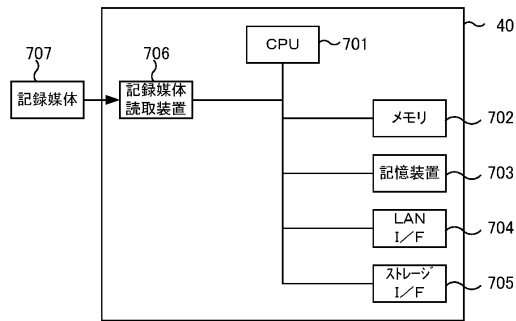 40
CPU
701
707
706
記録媒体
記録媒体
読取装置
メモリ
702
記憶装置
703
LAN
I/F
704
ストレージ
I/F
705